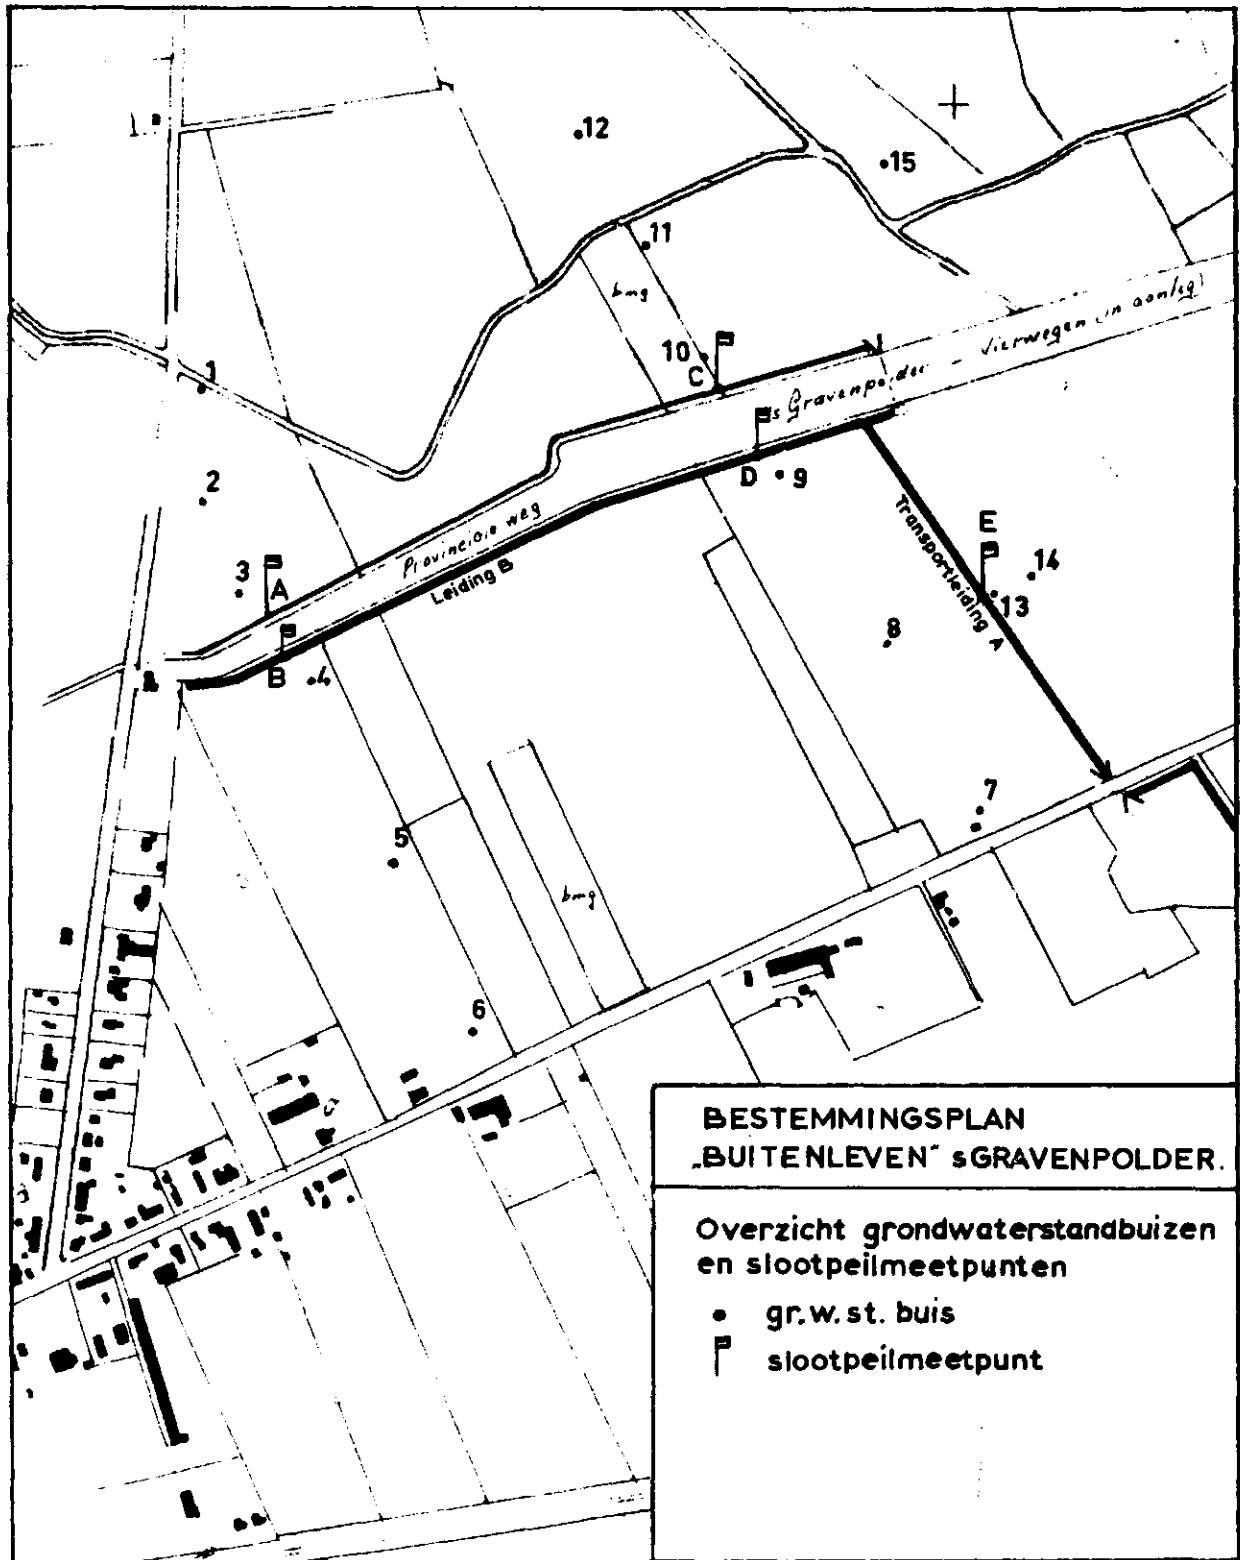 12
15
11
bmg
s Gravenpolder - Vierwegen (in aanleg)
1
10
C
2
D
9
Provinciale weg
Leiding B
3
A
Transportleiding A
E
14
13
8
B
4
7
5
bmg
6
BESTEMMINGSPLAN
„BUITENLEVEN" sGRAVENPOLDER.
Overzicht grondwaterstandbuizen
en slootpeilmeetpunten
gr.w.st. buis
slootpeilmeetpunt